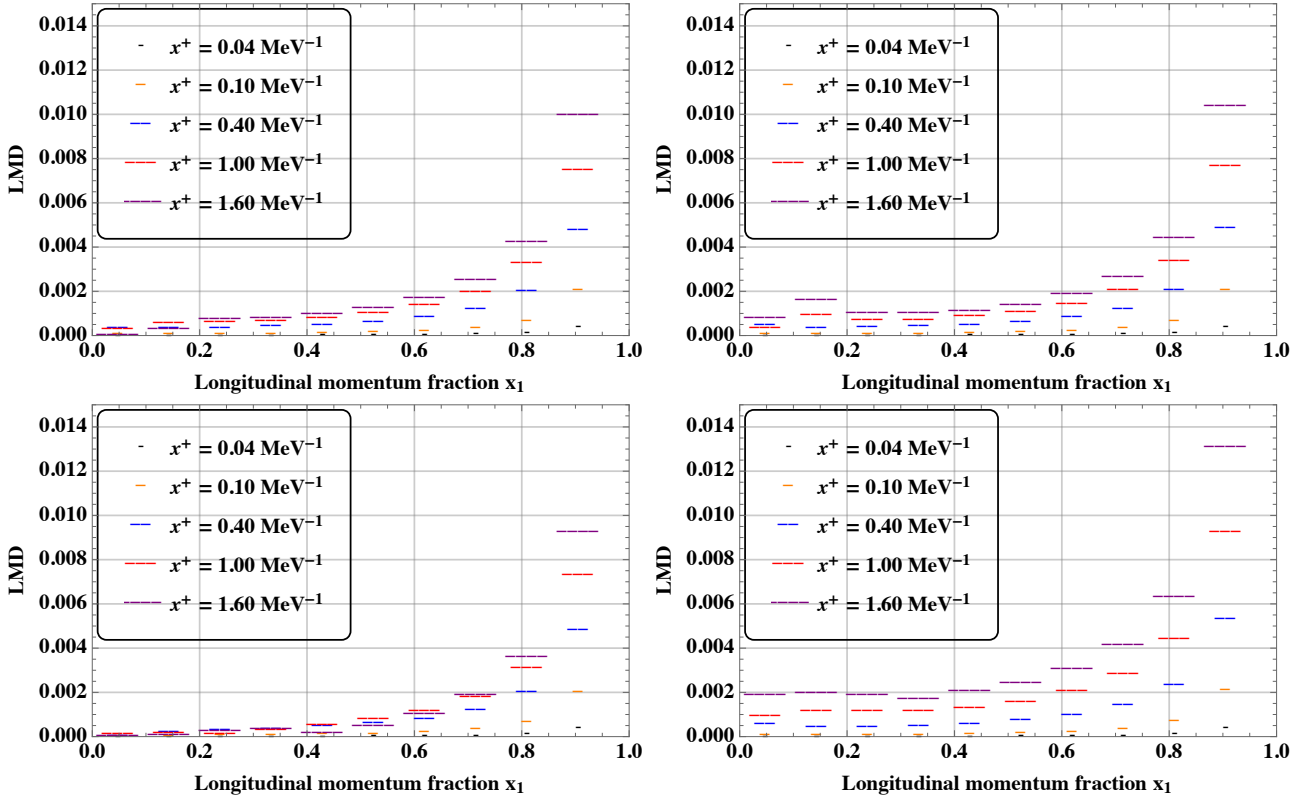 LMD
0.014
0.012
0.010
0.008
0.006
0.004
0.002
0.000
x⁺ = 0.04 MeV⁻¹
x⁺ = 0.10 MeV⁻¹
x⁺ = 0.40 MeV⁻¹
x⁺ = 1.00 MeV⁻¹
x⁺ = 1.60 MeV⁻¹
0.0 0.2 0.4 0.6 0.8 1.0
Longitudinal momentum fraction x₁
LMD
0.014
0.012
0.010
0.008
0.006
0.004
0.002
0.000
x⁺ = 0.04 MeV⁻¹
x⁺ = 0.10 MeV⁻¹
x⁺ = 0.40 MeV⁻¹
x⁺ = 1.00 MeV⁻¹
x⁺ = 1.60 MeV⁻¹
0.0 0.2 0.4 0.6 0.8 1.0
Longitudinal momentum fraction x₁
LMD
0.014
0.012
0.010
0.008
0.006
0.004
0.002
0.000
x⁺ = 0.04 MeV⁻¹
x⁺ = 0.10 MeV⁻¹
x⁺ = 0.40 MeV⁻¹
x⁺ = 1.00 MeV⁻¹
x⁺ = 1.60 MeV⁻¹
0.0 0.2 0.4 0.6 0.8 1.0
Longitudinal momentum fraction x₁
LMD
0.014
0.012
0.010
0.008
0.006
0.004
0.002
0.000
x⁺ = 0.04 MeV⁻¹
x⁺ = 0.10 MeV⁻¹
x⁺ = 0.40 MeV⁻¹
x⁺ = 1.00 MeV⁻¹
x⁺ = 1.60 MeV⁻¹
0.0 0.2 0.4 0.6 0.8 1.0
Longitudinal momentum fraction x₁